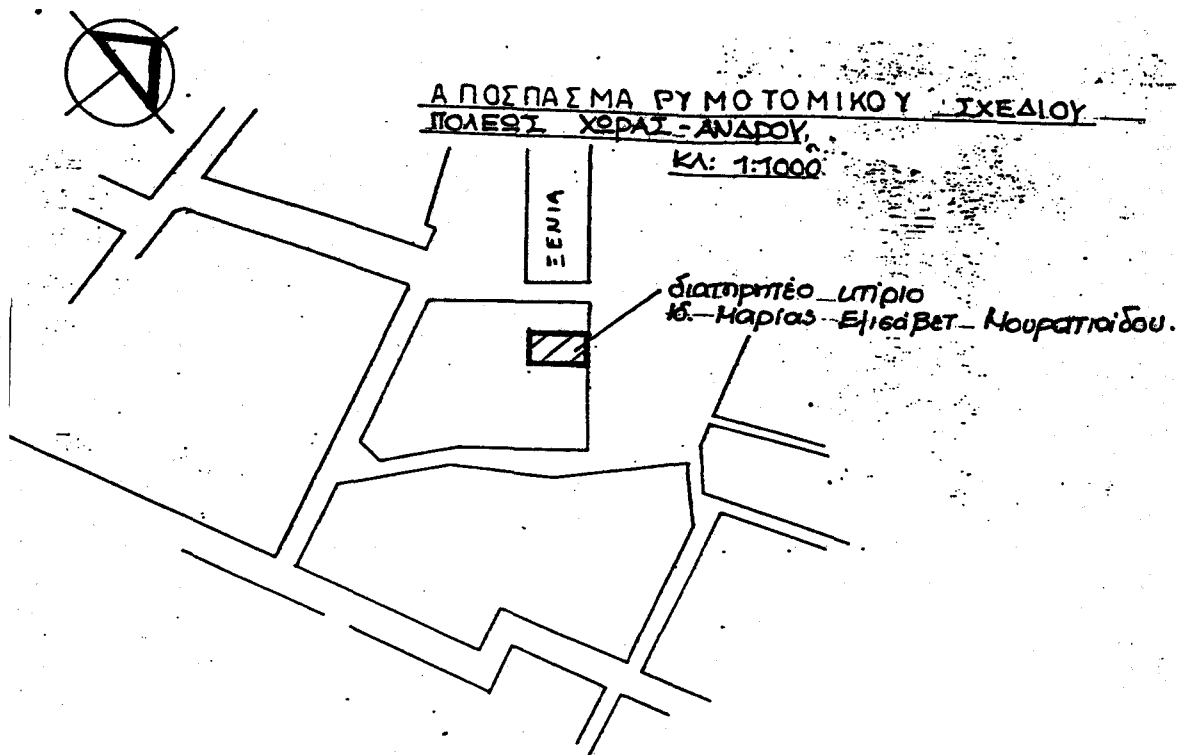 ΑΠΟΣΠΑΣΜΑ ΡΥΜΟΤΟΜΙΚΟΥ ΣΧΕΔΙΟΥ
ΠΟΛΕΩΣ ΧΩΡΑΣ-ΑΝΔΡΟΥ
ΚΛ: 1:1000
ΞΕΝΙΑ
διατηρητέο κτίριο
ιδ. Μαρίας Ελισάβετ Μουρατιάδου.